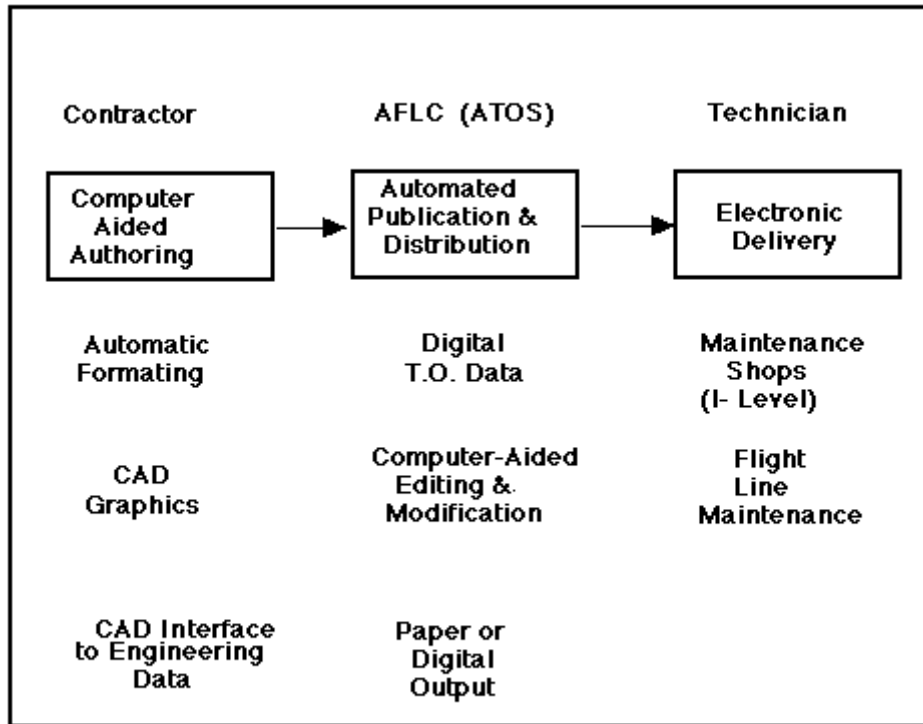 Contractor
AFLC (ATOS)
Technician
Computer
Aided
Authoring
Automated
Publication &
Distribution
Electronic
Delivery
Automatic
Formating
Digital
T.O. Data
Maintenance
Shops
(I- Level)
CAD
Graphics
Computer-Aided
Editing &
Modification
Flight
Line
Maintenance
CAD Interface
to Engineering
Data
Paper or
Digital
Output